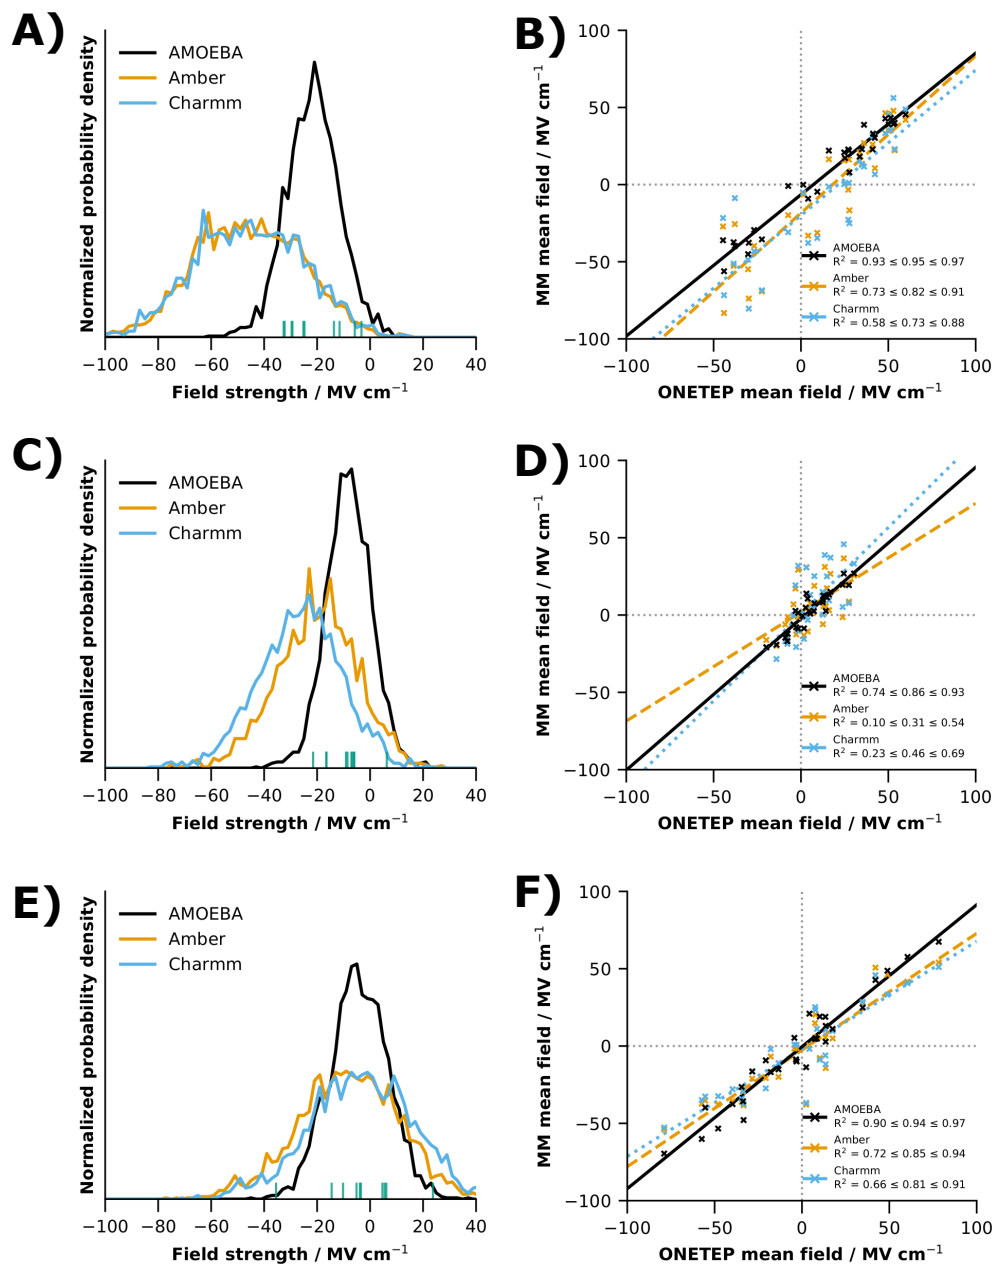 A)
AMOEBA
Amber
Charmm
Normalized probability density
−100 −80 −60 −40 −20 0 20 40
Field strength / MV cm⁻¹
B)
100
50
0
−50
−100
MM mean field / MV cm⁻¹
AMOEBA
R² = 0.93 ≤ 0.95 ≤ 0.97
Amber
R² = 0.73 ≤ 0.82 ≤ 0.91
Charmm
R² = 0.58 ≤ 0.73 ≤ 0.88
−100 −50 0 50 100
ONETEP mean field / MV cm⁻¹
C)
AMOEBA
Amber
Charmm
Normalized probability density
−100 −80 −60 −40 −20 0 20 40
Field strength / MV cm⁻¹
D)
100
50
0
−50
−100
MM mean field / MV cm⁻¹
AMOEBA
R² = 0.74 ≤ 0.86 ≤ 0.93
Amber
R² = 0.10 ≤ 0.31 ≤ 0.54
Charmm
R² = 0.23 ≤ 0.46 ≤ 0.69
−100 −50 0 50 100
ONETEP mean field / MV cm⁻¹
E)
AMOEBA
Amber
Charmm
Normalized probability density
−100 −80 −60 −40 −20 0 20 40
Field strength / MV cm⁻¹
F)
100
50
0
−50
−100
MM mean field / MV cm⁻¹
AMOEBA
R² = 0.90 ≤ 0.94 ≤ 0.97
Amber
R² = 0.72 ≤ 0.85 ≤ 0.94
Charmm
R² = 0.66 ≤ 0.81 ≤ 0.91
−100 −50 0 50 100
ONETEP mean field / MV cm⁻¹